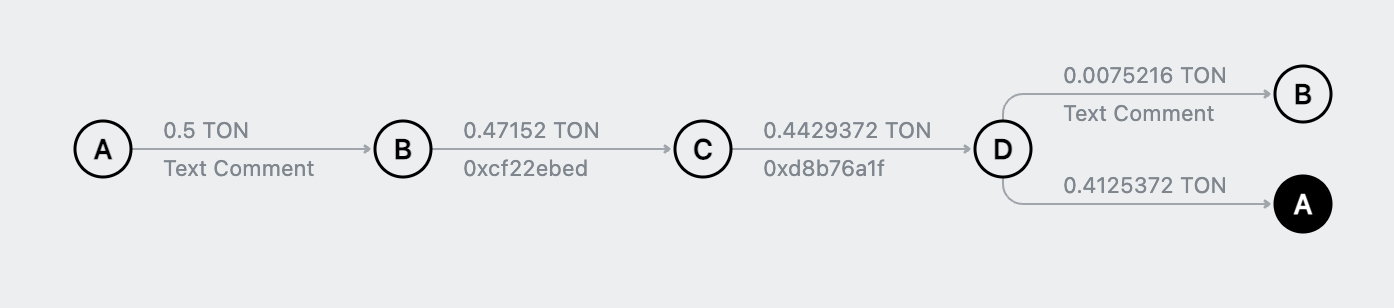 A
0.5 TON
Text Comment
B
0.47152 TON
0xcf22ebed
C
0.4429372 TON
0xd8b76a1f
D
0.0075216 TON
Text Comment
B
0.4125372 TON
A